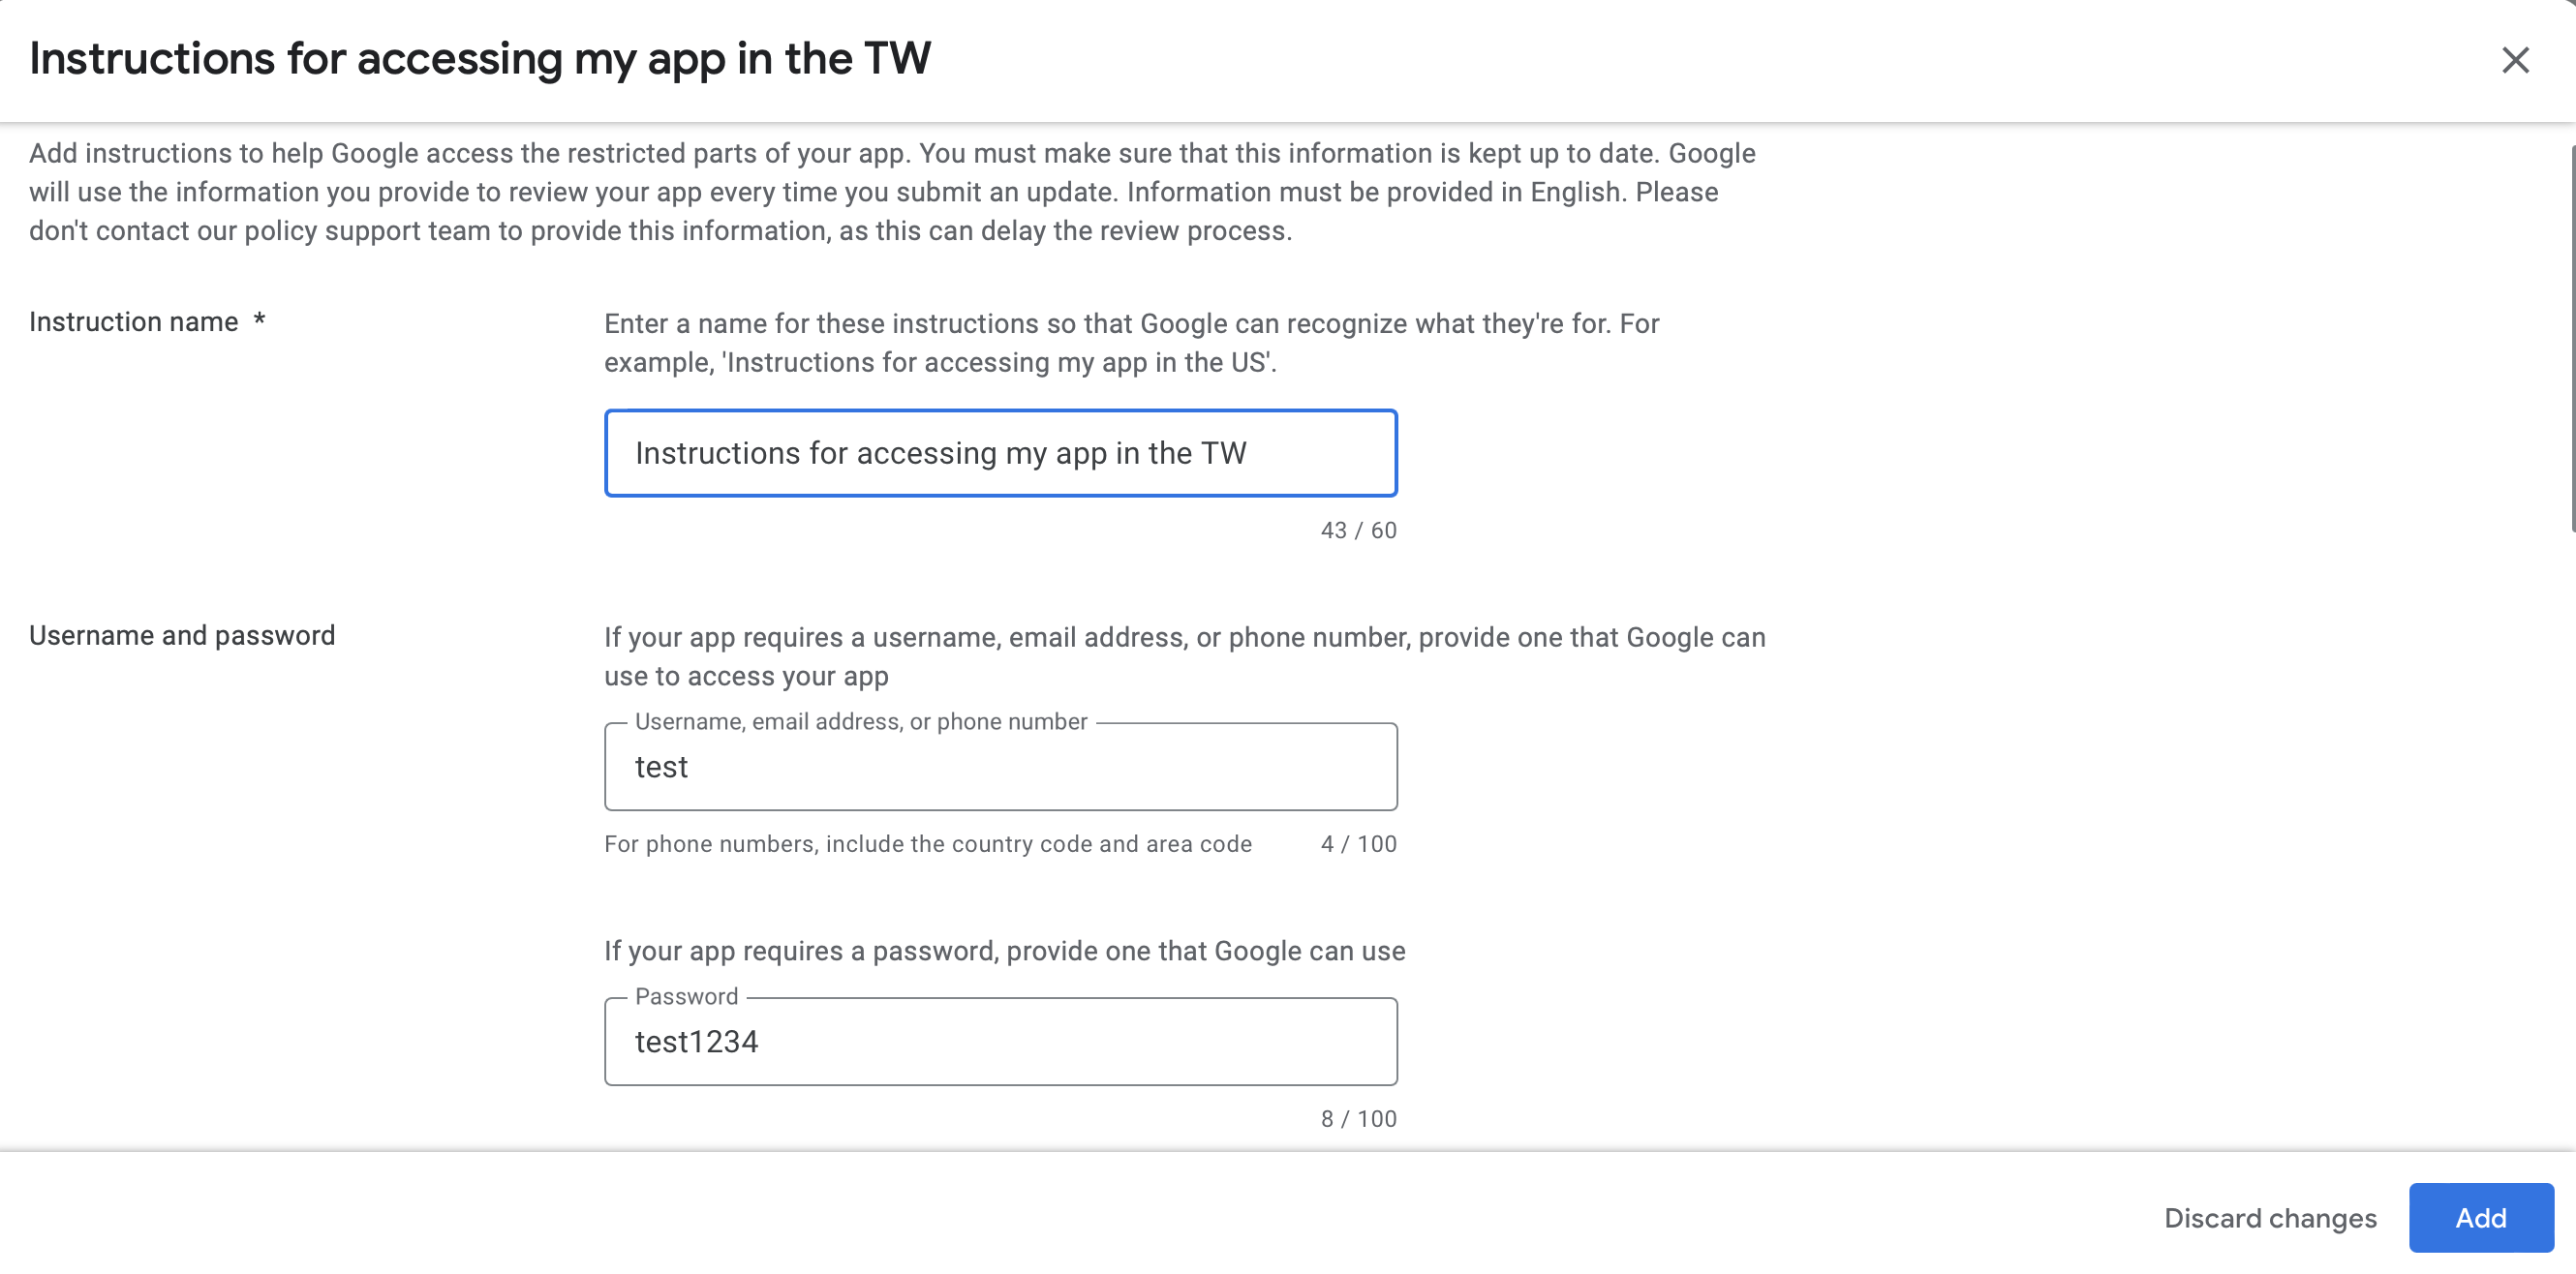 Instructions for accessing my app in the TW
Add instructions to help Google access the restricted parts of your app. You must make sure that this information is kept up to date. Google
will use the information you provide to review your app every time you submit an update. Information must be provided in English. Please
don't contact our policy support team to provide this information, as this can delay the review process.
Instruction name *
Enter a name for these instructions so that Google can recognize what they're for. For
example, 'Instructions for accessing my app in the US'.
Instructions for accessing my app in the TW
43 / 60
Username and password
If your app requires a username, email address, or phone number, provide one that Google can
use to access your app
Username, email address, or phone number
test
For phone numbers, include the country code and area code 4 / 100
If your app requires a password, provide one that Google can use
Password
test1234
8 / 100
Discard changes Add